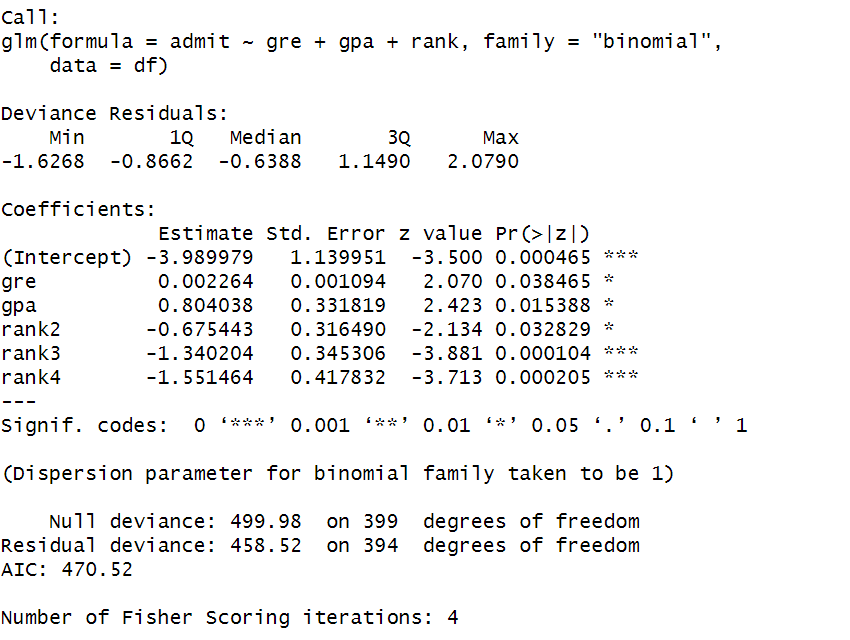 Call:
glm(formula = admit ~ gre + gpa + rank, family = "binomial",
    data = df)

Deviance Residuals:
    Min       1Q   Median       3Q      Max
-1.6268  -0.8662  -0.6388   1.1490   2.0790

Coefficients:
             Estimate Std. Error z value Pr(>|z|)
(Intercept) -3.989979   1.139951  -3.500 0.000465 ***
gre          0.002264   0.001094   2.070 0.038465 *
gpa          0.804038   0.331819   2.423 0.015388 *
rank2       -0.675443   0.316490  -2.134 0.032829 *
rank3       -1.340204   0.345306  -3.881 0.000104 ***
rank4       -1.551464   0.417832  -3.713 0.000205 ***
---
Signif. codes:  0 ‘***’ 0.001 ‘**’ 0.01 ‘*’ 0.05 ‘.’ 0.1 ‘ ’ 1

(Dispersion parameter for binomial family taken to be 1)

    Null deviance: 499.98  on 399  degrees of freedom
Residual deviance: 458.52  on 394  degrees of freedom
AIC: 470.52

Number of Fisher Scoring iterations: 4